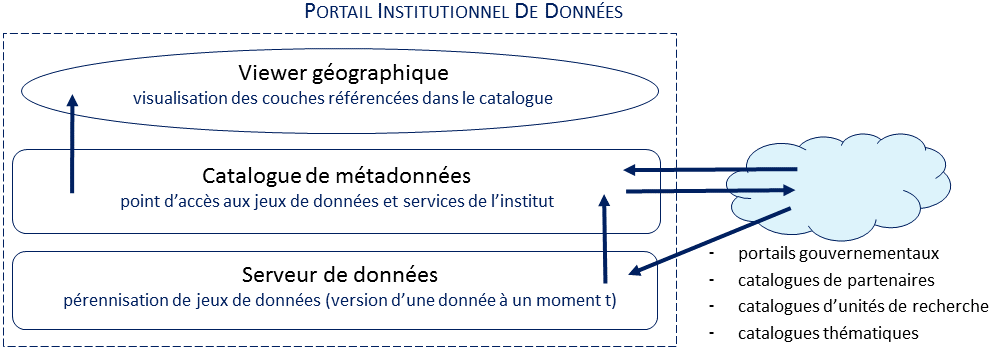 PORTAIL INSTITUTIONNEL DE DONNÉES
Viewer géographique
visualisation des couches référencées dans le catalogue
Catalogue de métadonnées
point d’accès aux jeux de données et services de l’institut
Serveur de données
pérennisation de jeux de données (version d’une donnée à un moment t)
- portails gouvernementaux
- catalogues de partenaires
- catalogues d’unités de recherche
- catalogues thématiques